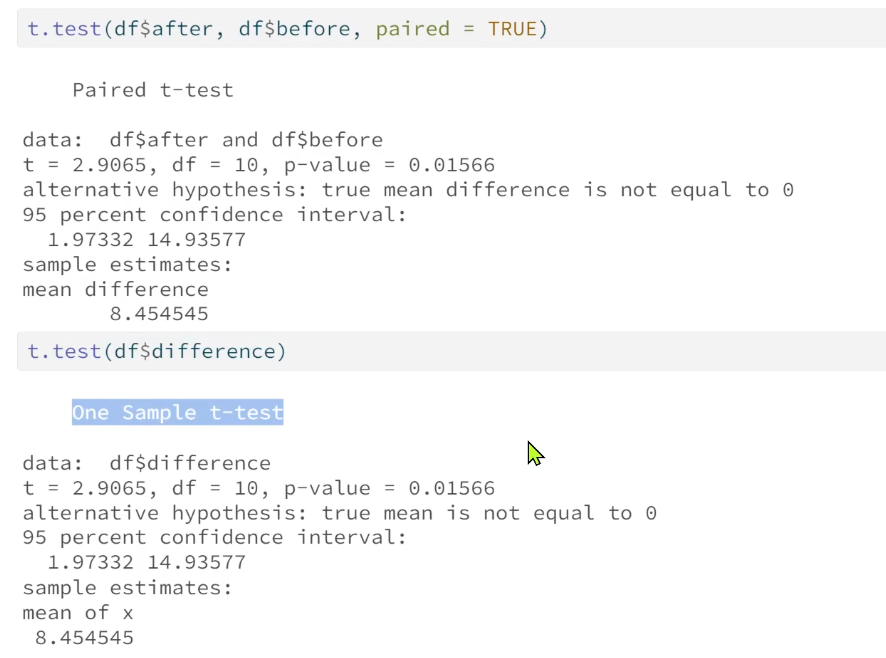 t.test(df$after, df$before, paired = TRUE)
Paired t-test
data:  df$after and df$before
t = 2.9065, df = 10, p-value = 0.01566
alternative hypothesis: true mean difference is not equal to 0
95 percent confidence interval:
1.97332 14.93577
sample estimates:
mean difference
8.454545
t.test(df$difference)
One Sample t-test
data:  df$difference
t = 2.9065, df = 10, p-value = 0.01566
alternative hypothesis: true mean is not equal to 0
95 percent confidence interval:
1.97332 14.93577
sample estimates:
mean of x
8.454545